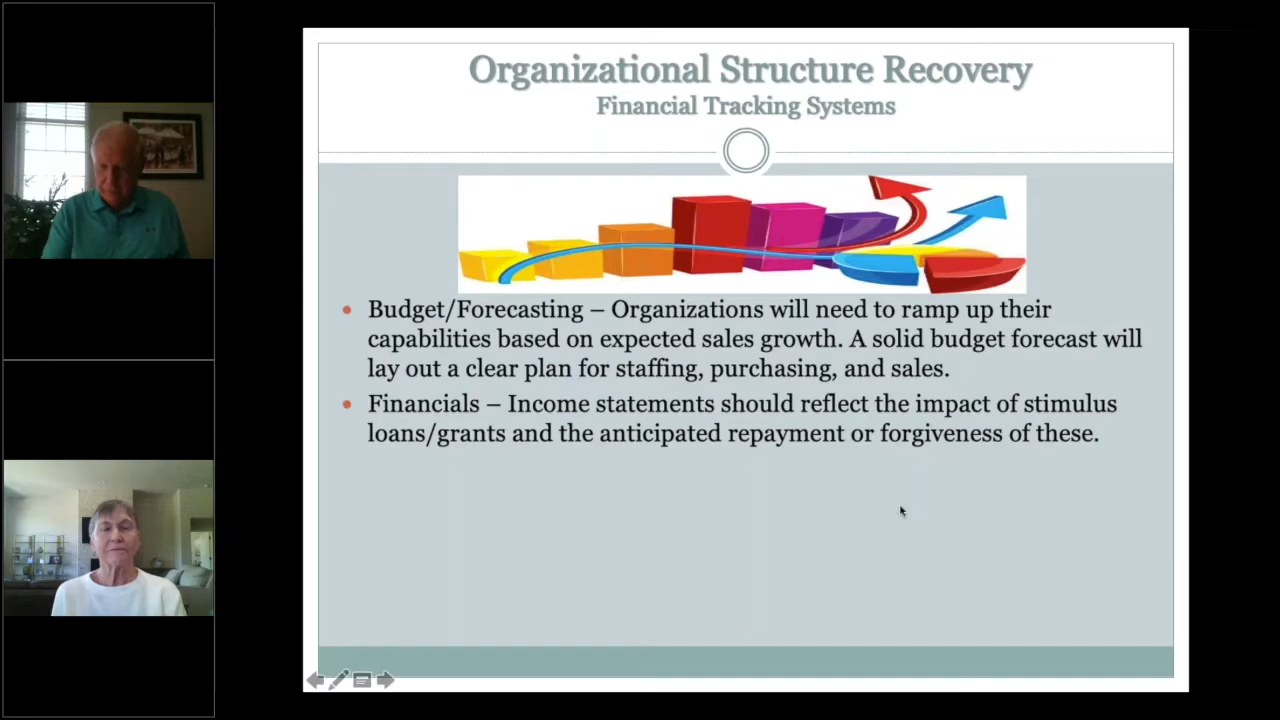 Organizational Structure Recovery
Financial Tracking Systems
• Budget/Forecasting – Organizations will need to ramp up their
capabilities based on expected sales growth. A solid budget forecast will
lay out a clear plan for staffing, purchasing, and sales.
• Financials – Income statements should reflect the impact of stimulus
loans/grants and the anticipated repayment or forgiveness of these.